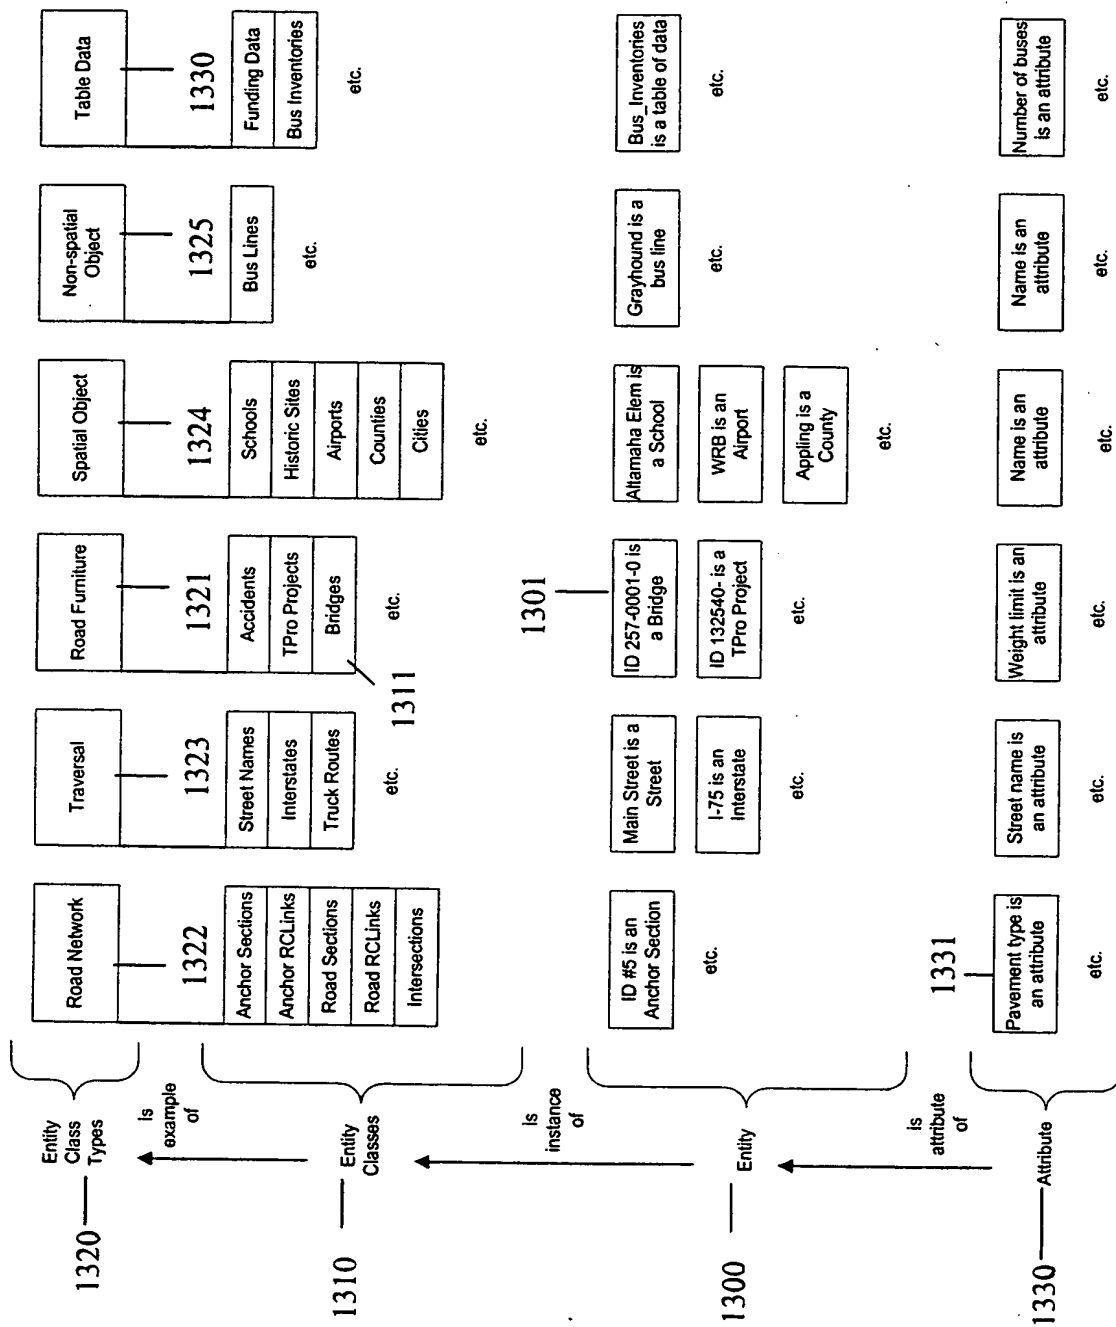 1320
Entity
Class
Types
Road Network
Traversal
Road Furniture
Spatial Object
Non-spatial
Object
Table Data
is
example
of
1322
1323
1321
1324
1325
1330
1310
Entity
Classes
Anchor Sections
Anchor RCLinks
Road Sections
Road RCLinks
Intersections
Street Names
Interstates
Truck Routes
etc.
Accidents
TPro Projects
Bridges
etc.
1311
Schools
Historic Sites
Airports
Counties
Cities
etc.
Bus Lines
etc.
Funding Data
Bus Inventories
etc.
is
instance
of
1301
1300
Entity
ID #5 is an
Anchor Section
etc.
Main Street is a
Street
I-75 is an
Interstate
etc.
ID 257-0001-0 is
a Bridge
ID 132540- is a
TPro Project
etc.
Altamaha Elem is
a School
WRB is an
Airport
Appling is a
County
etc.
Grayhound is a
bus line
etc.
Bus_Inventories
is a table of data
etc.
is
attribute
of
1331
1330
Attribute
Pavement type is
an attribute
etc.
Street name is
an attribute
etc.
Weight limit is an
attribute
etc.
Name is an
attribute
etc.
Name is an
attribute
etc.
Number of buses
is an attribute
etc.